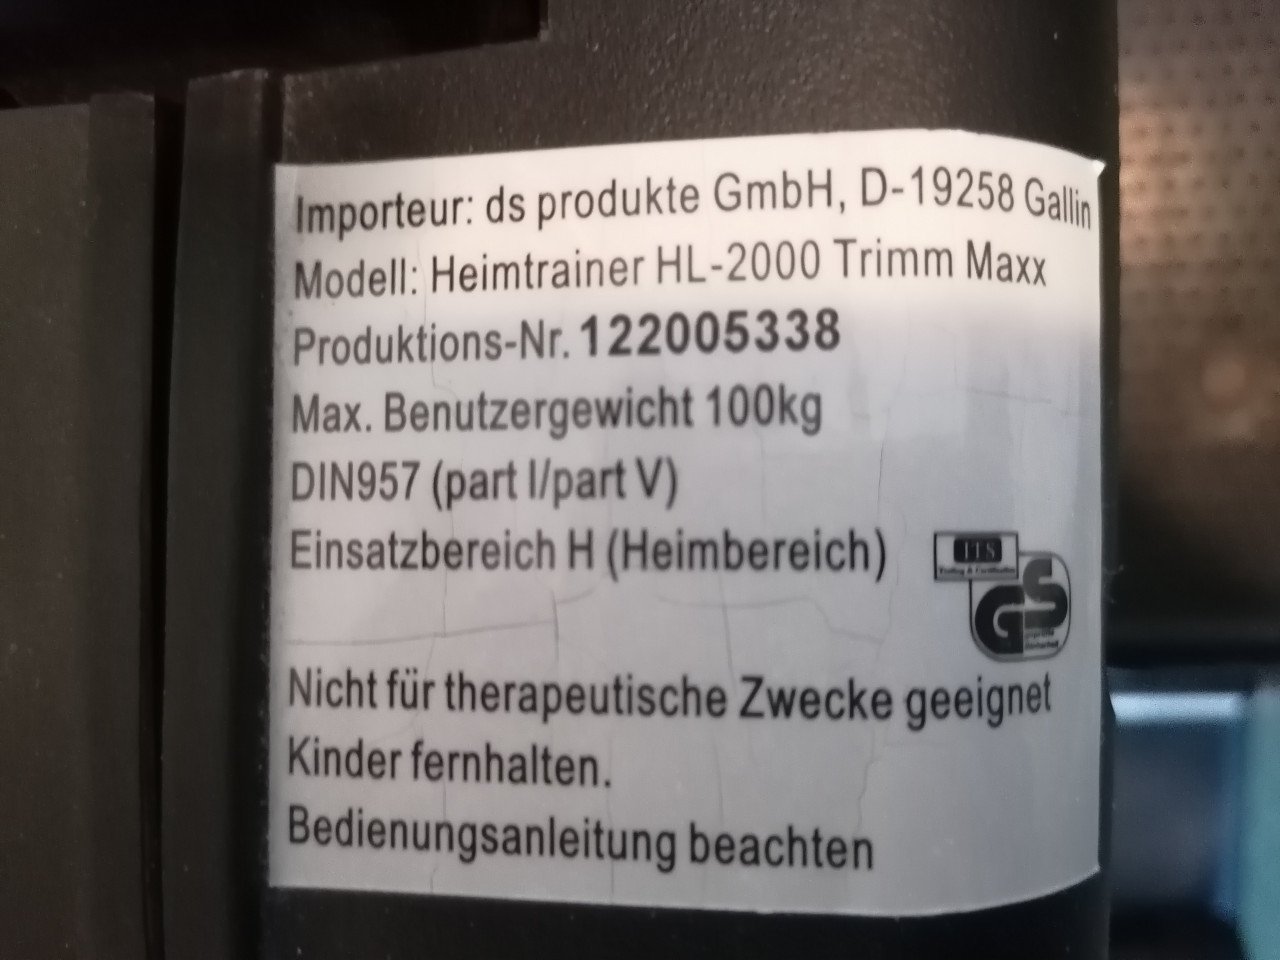 Importeur: ds produkte GmbH, D-19258 Gallin
Modell: Heimtrainer HL-2000 Trimm Maxx
Produktions-Nr. 122005338
Max. Benutzergewicht 100kg
DIN957 (part I/part V)
Einsatzbereich H (Heimbereich)
GS
Nicht für therapeutische Zwecke geeignet
Kinder fernhalten.
Bedienungsanleitung beachten